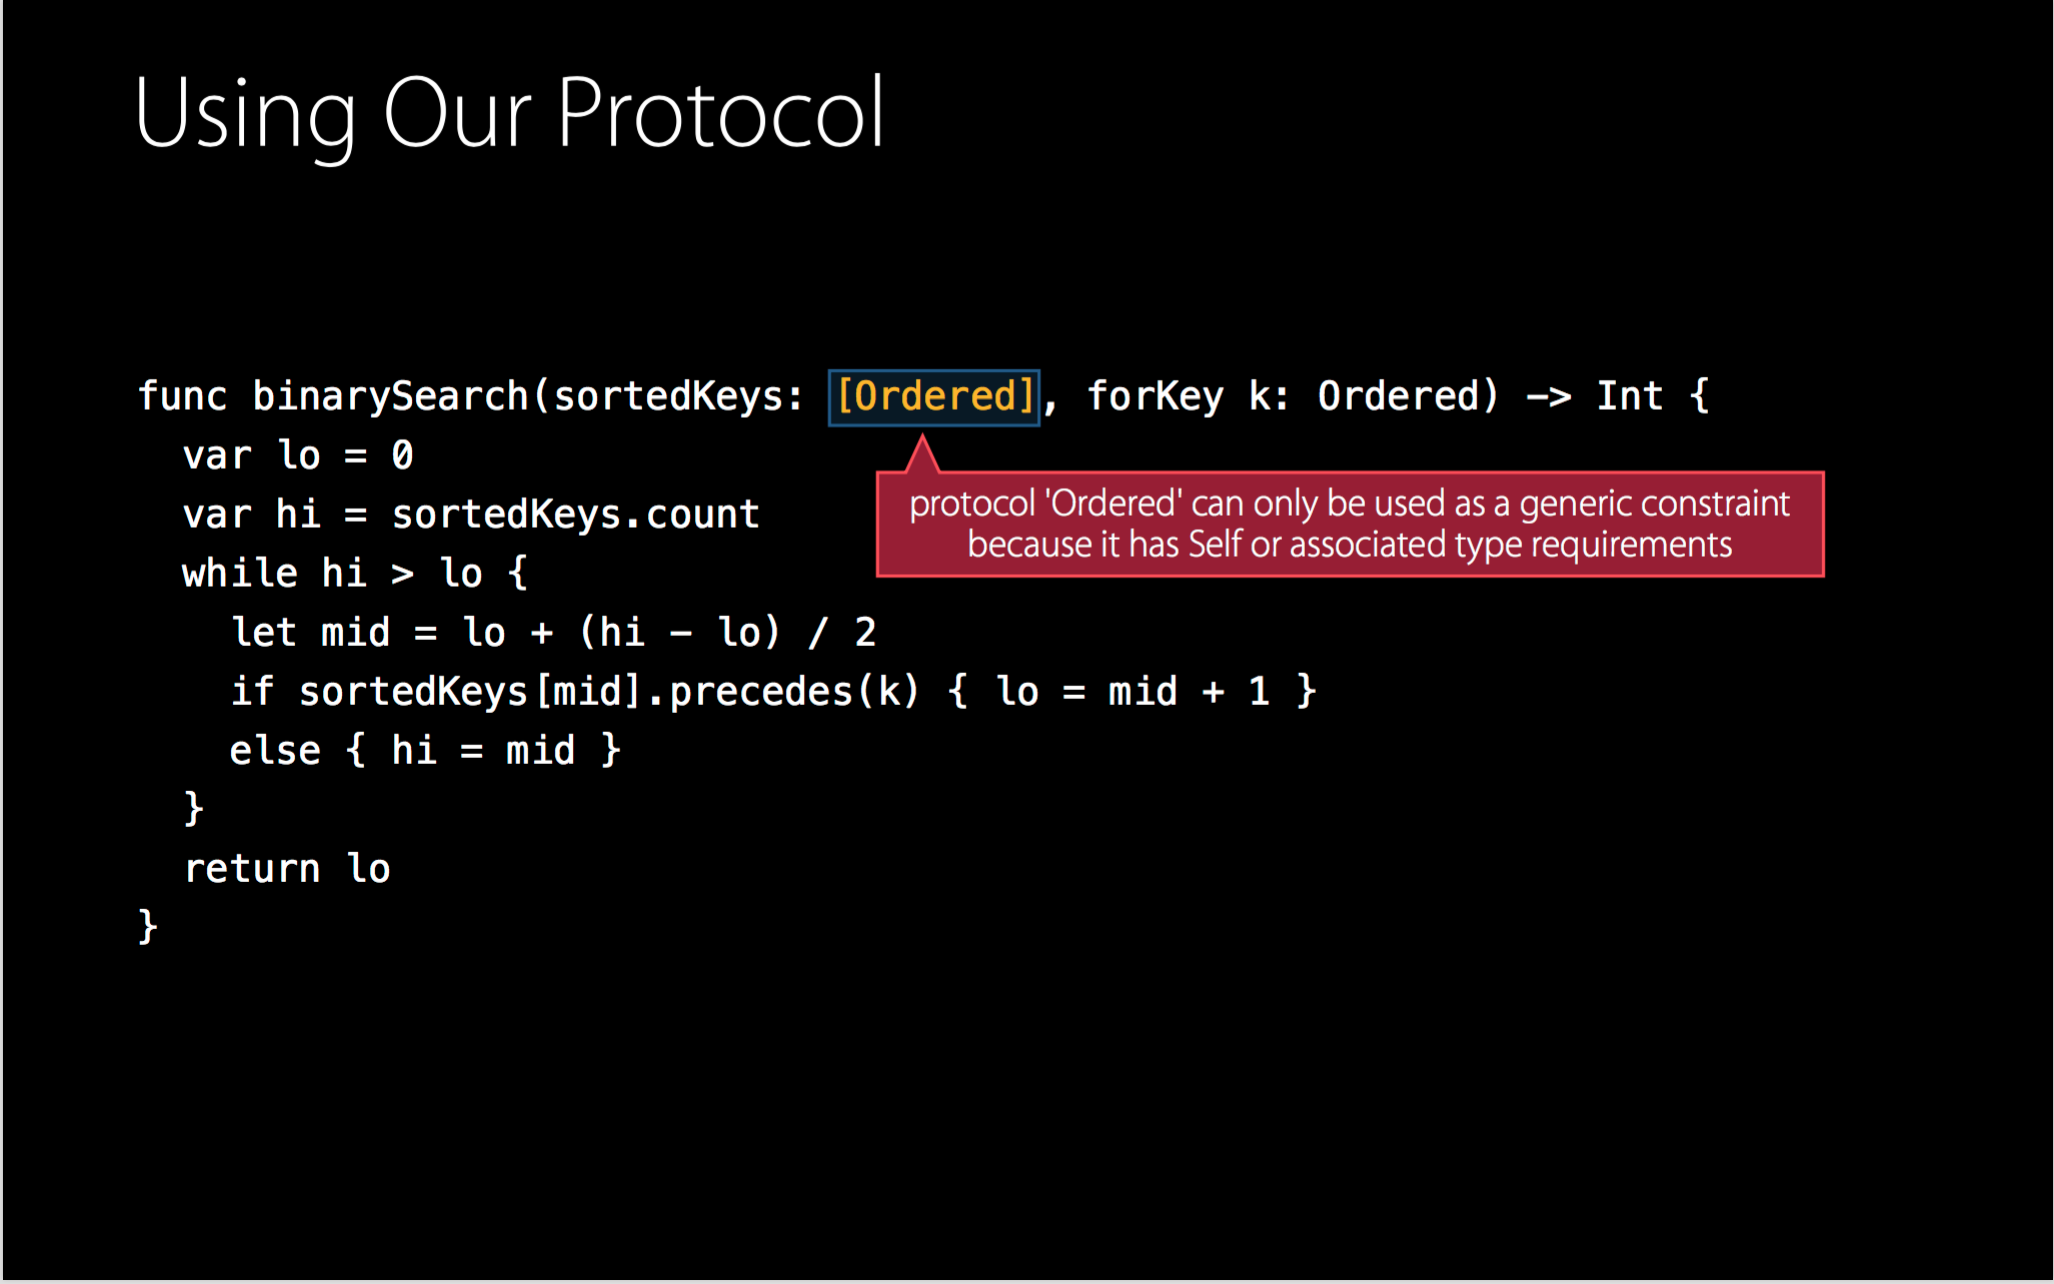 Using Our Protocol
func binarySearch(sortedKeys: [Ordered], forKey k: Ordered) -> Int {
var lo = 0
var hi = sortedKeys.count
protocol 'Ordered' can only be used as a generic constraint
because it has Self or associated type requirements
while hi > lo {
let mid = lo + (hi - lo) / 2
if sortedKeys[mid].precedes(k) { lo = mid + 1 }
else { hi = mid }
}
return lo
}